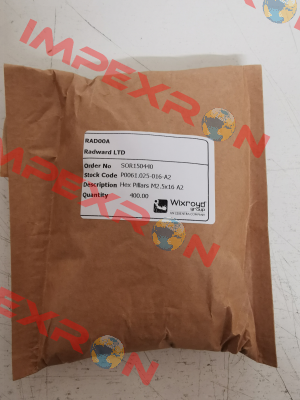 IMPEXRON
RAD00A
Radward LTD
Order No SOR150440
Stock Code P0061.025-016-A2
Description Hex Pillars M2.5x16 A2
Quantity 400.00
Wixroyd
group
IMPEXRON
IMPEXRON